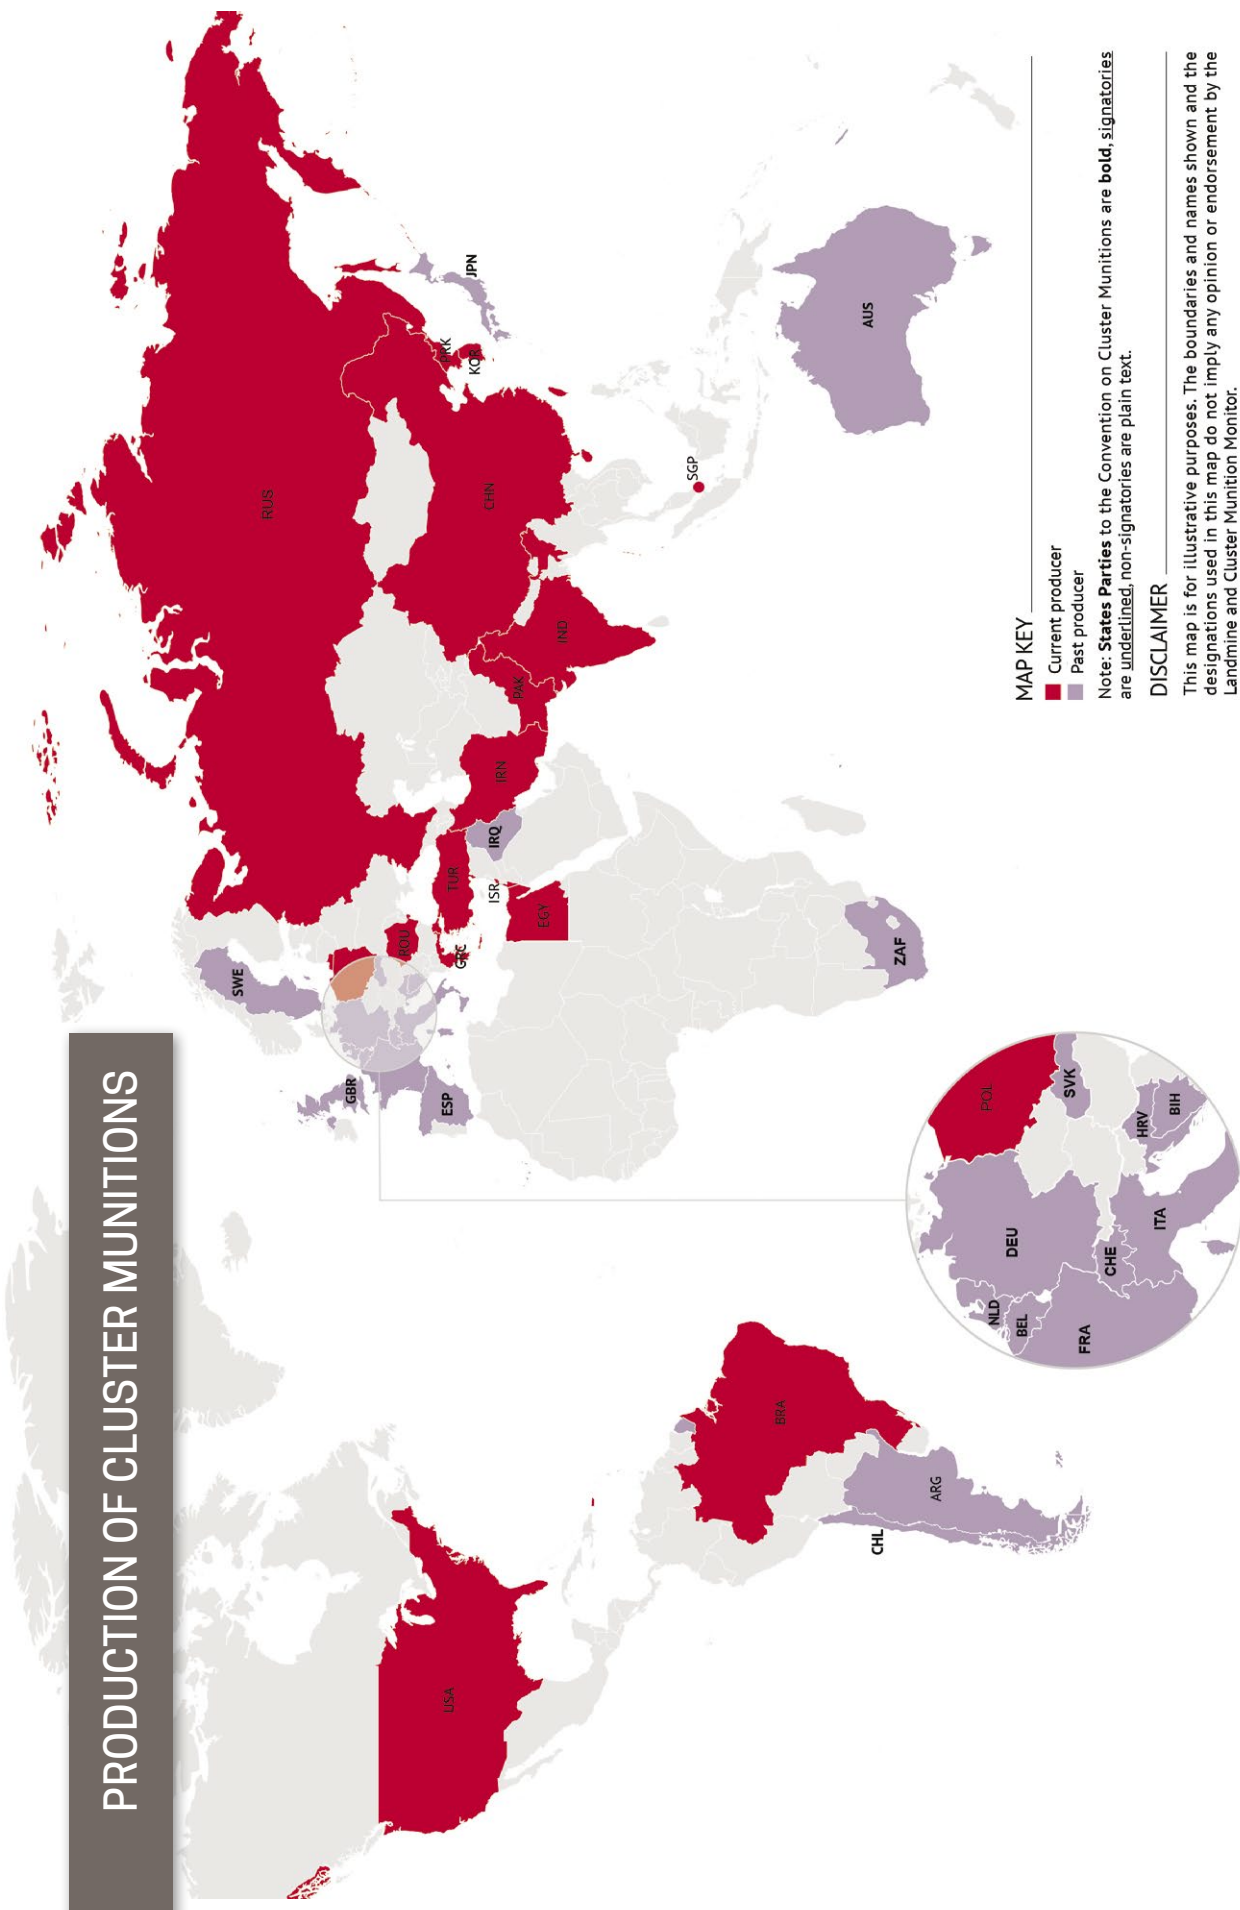 PRODUCTION OF CLUSTER MUNITIONS
RUS
SWE
GBR
ESP
POL
SVK
HRV
BIH
DEU
NLD
BEL
FRA
CHE
ITA
ROU
GRC
TUR
ISR
IRQ
IRN
EGY
PAK
IND
CHN
PRK
KOR
JPN
SGP
AUS
ZAF
USA
BRA
ARG
CHL
MAP KEY
Current producer
Past producer
Note: States Parties to the Convention on Cluster Munitions are bold, signatories
are underlined, non-signatories are plain text.
DISCLAIMER
This map is for illustrative purposes. The boundaries and names shown and the
designations used in this map do not imply any opinion or endorsement by the
Landmine and Cluster Munition Monitor.